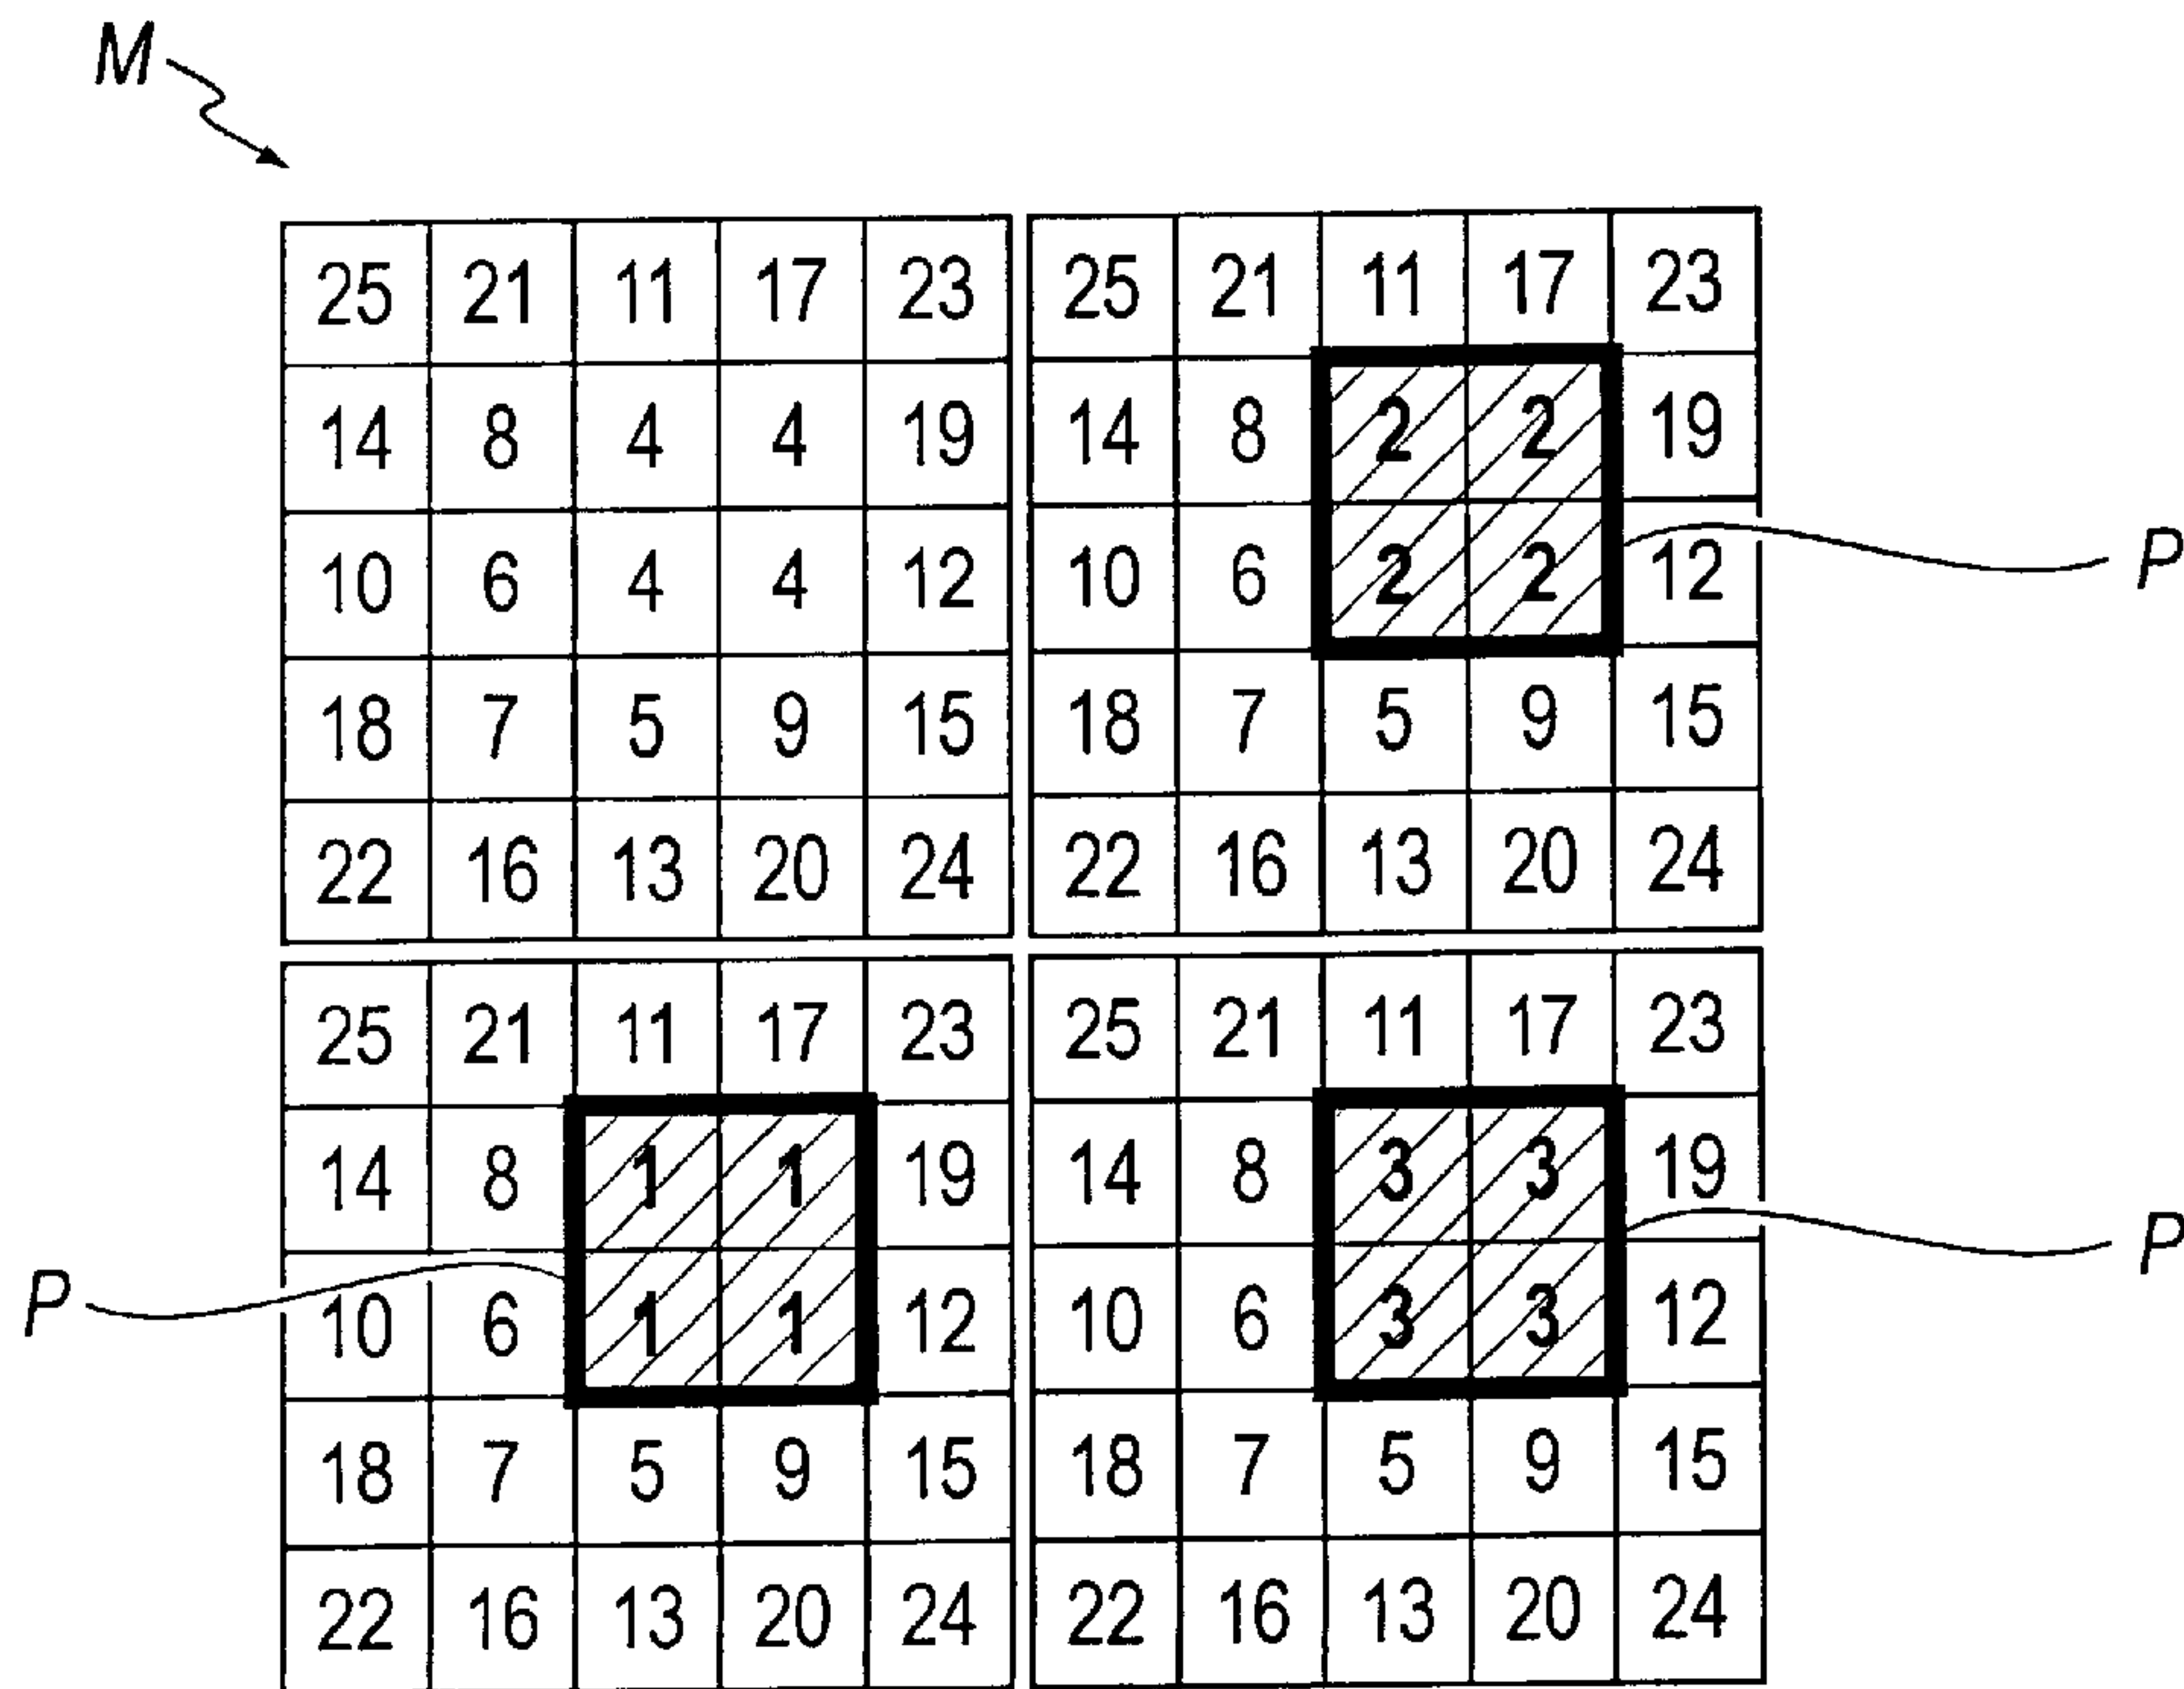 M
25 21 11 17 23 25 21 11 17 23
14 8 4 4 19 14 8 2 2 19
10 6 4 4 12 10 6 2 2 12 P
18 7 5 9 15 18 7 5 9 15
22 16 13 20 24 22 16 13 20 24
25 21 11 17 23 25 21 11 17 23
14 8 1 1 19 14 8 3 3 19 P
P 10 6 1 1 12 10 6 3 3 12
18 7 5 9 15 18 7 5 9 15
22 16 13 20 24 22 16 13 20 24